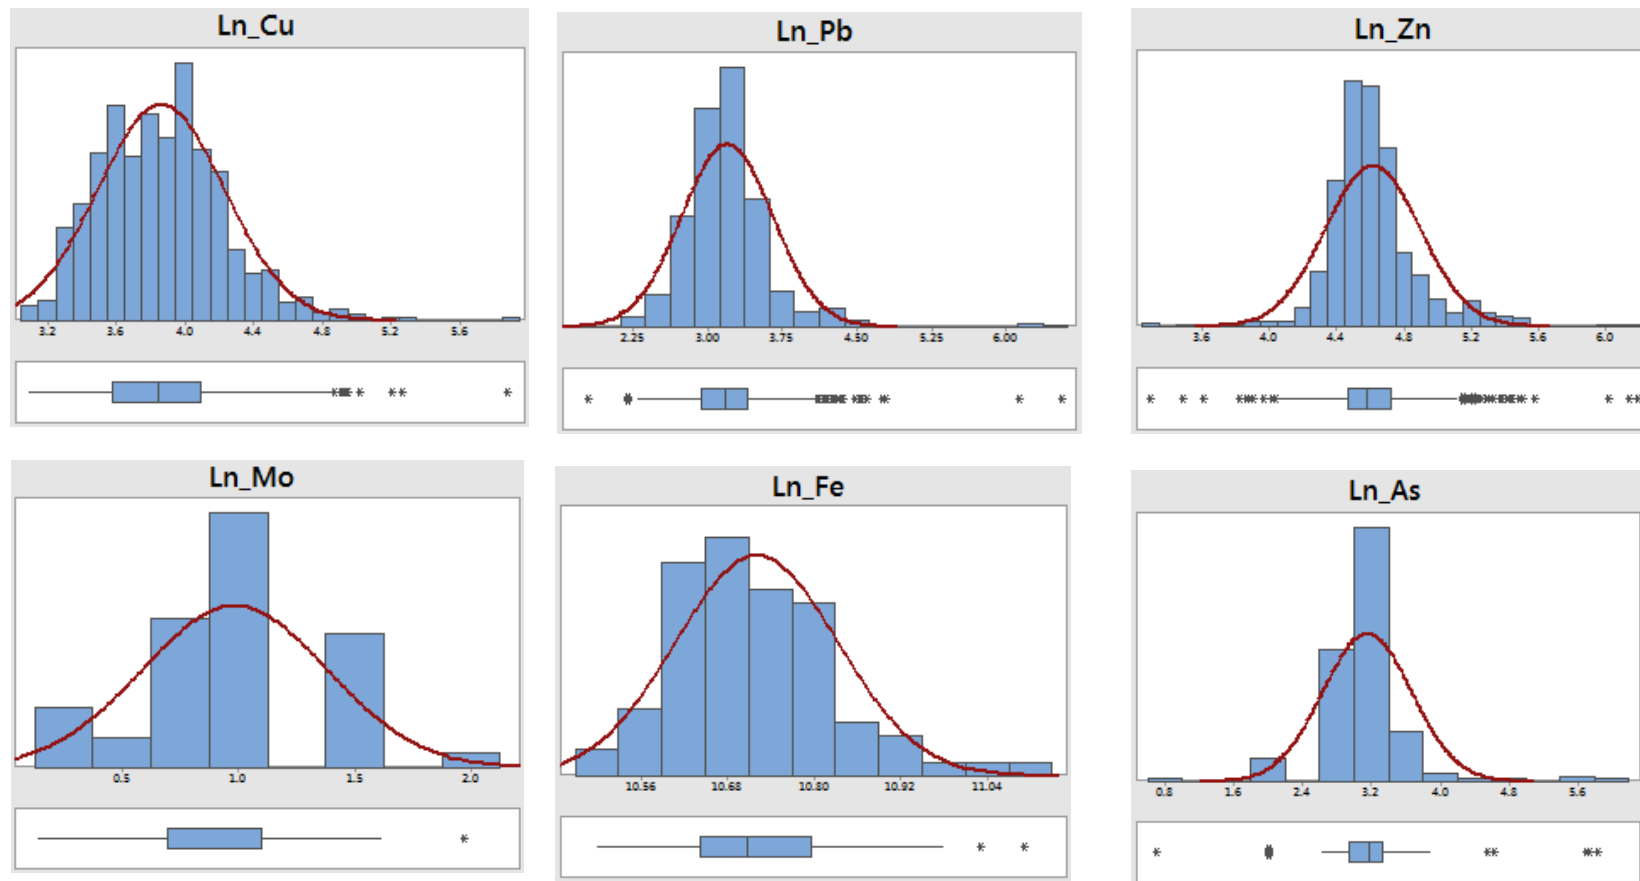 Ln_Cu
3.2 3.6 4.0 4.4 4.8 5.2 5.6
Ln_Pb
2.25 3.00 3.75 4.50 5.25 6.00
Ln_Zn
3.6 4.0 4.4 4.8 5.2 5.6 6.0
Ln_Mo
0.5 1.0 1.5 2.0
Ln_Fe
10.56 10.68 10.80 10.92 11.04
Ln_As
0.8 1.6 2.4 3.2 4.0 4.8 5.6